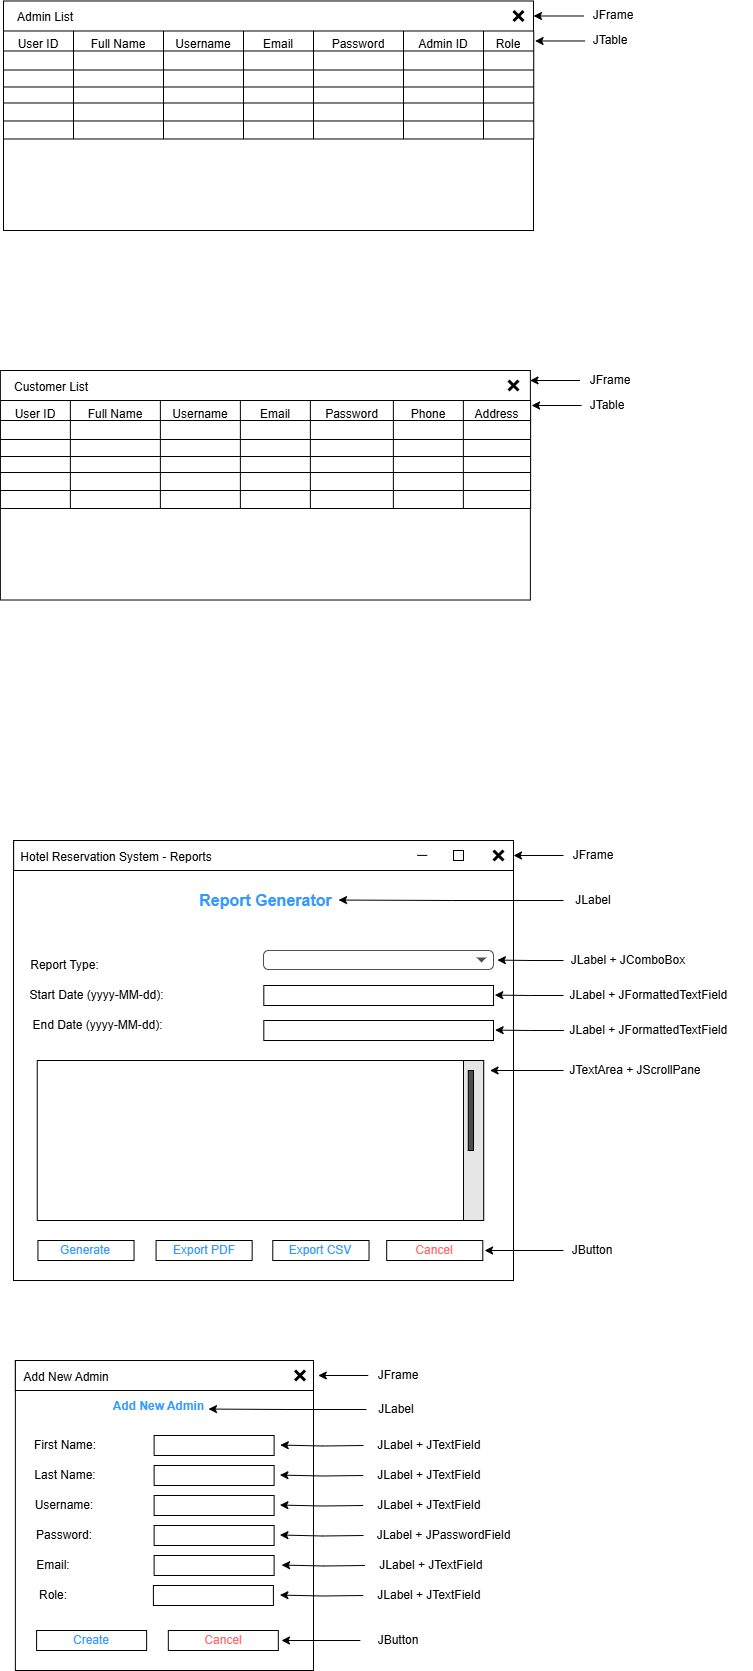 Admin List
JFrame
User ID Full Name Username Email Password Admin ID Role
JTable
Customer List
JFrame
User ID Full Name Username Email Password Phone Address
JTable
Hotel Reservation System - Reports
JFrame
Report Generator
JLabel
Report Type:
JLabel + JComboBox
Start Date (yyyy-MM-dd):
JLabel + JFormattedTextField
End Date (yyyy-MM-dd):
JLabel + JFormattedTextField
JTextArea + JScrollPane
Generate Export PDF Export CSV Cancel
JButton
Add New Admin
JFrame
Add New Admin
JLabel
First Name:
JLabel + JTextField
Last Name:
JLabel + JTextField
Username:
JLabel + JTextField
Password:
JLabel + JPasswordField
Email:
JLabel + JTextField
Role:
JLabel + JTextField
Create Cancel
JButton